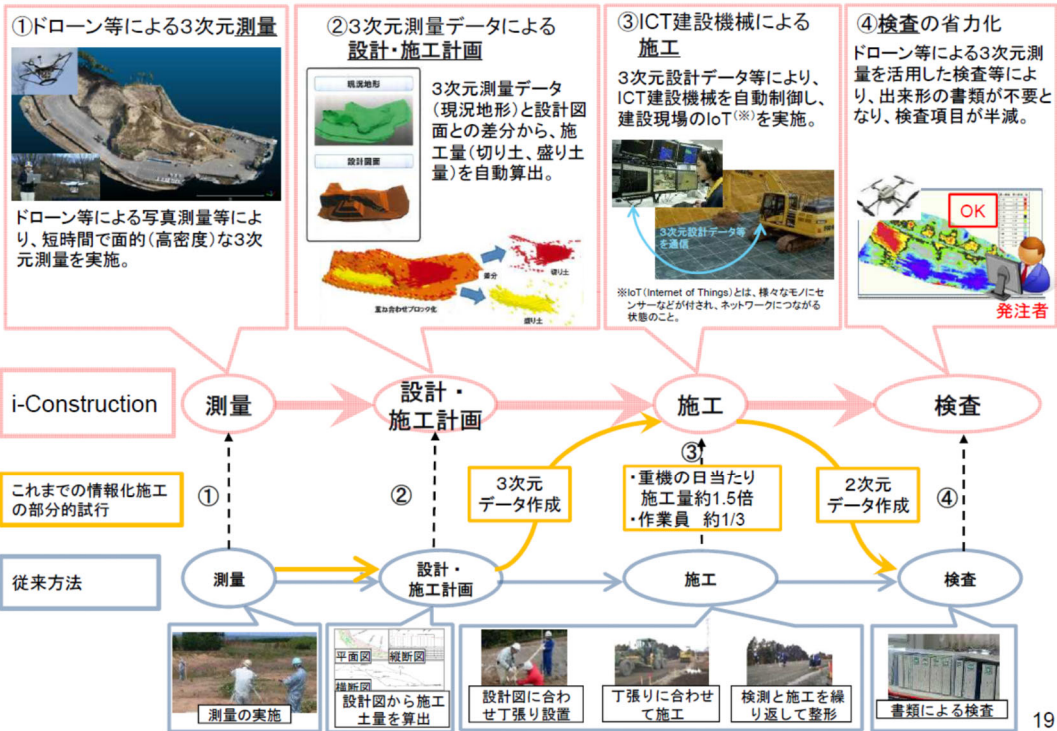 ①ドローン等による3次元測量
ドローン等による写真測量等によ
り、短時間で面的(高密度)な3次
元測量を実施。
②3次元測量データによる
設計・施工計画
現況地形
設計図面
3次元測量データ
(現況地形)と設計図
面との差分から、施
工量(切り土、盛り土
量)を自動算出。
差分
切り土
盛り土
重ね合わせブロック化
③ICT建設機械による
施工
3次元設計データ等により、
ICT建設機械を自動制御し、
建設現場のIoT(※)を実施。
3次元設計データ等
を通信
※IoT(Internet of Things)とは、様々なモノにセ
ンサーなどが付され、ネットワークにつながる
状態のこと。
④検査の省力化
ドローン等による3次元測
量を活用した検査等によ
り、出来形の書類が不要と
なり、検査項目が半減。
OK
発注者
i-Construction
測量
設計・
施工計画
施工
検査
これまでの情報化施工
の部分的試行
①
②
3次元
データ作成
③
・重機の日当たり
施工量約1.5倍
・作業員 約1/3
2次元
データ作成
④
従来方法
測量
設計・
施工計画
施工
検査
測量の実施
平面図
縦断図
横断図
設計図から施工
土量を算出
設計図に合わ
せ丁張り設置
丁張りに合わせ
て施工
検測と施工を繰
り返して整形
書類による検査
19